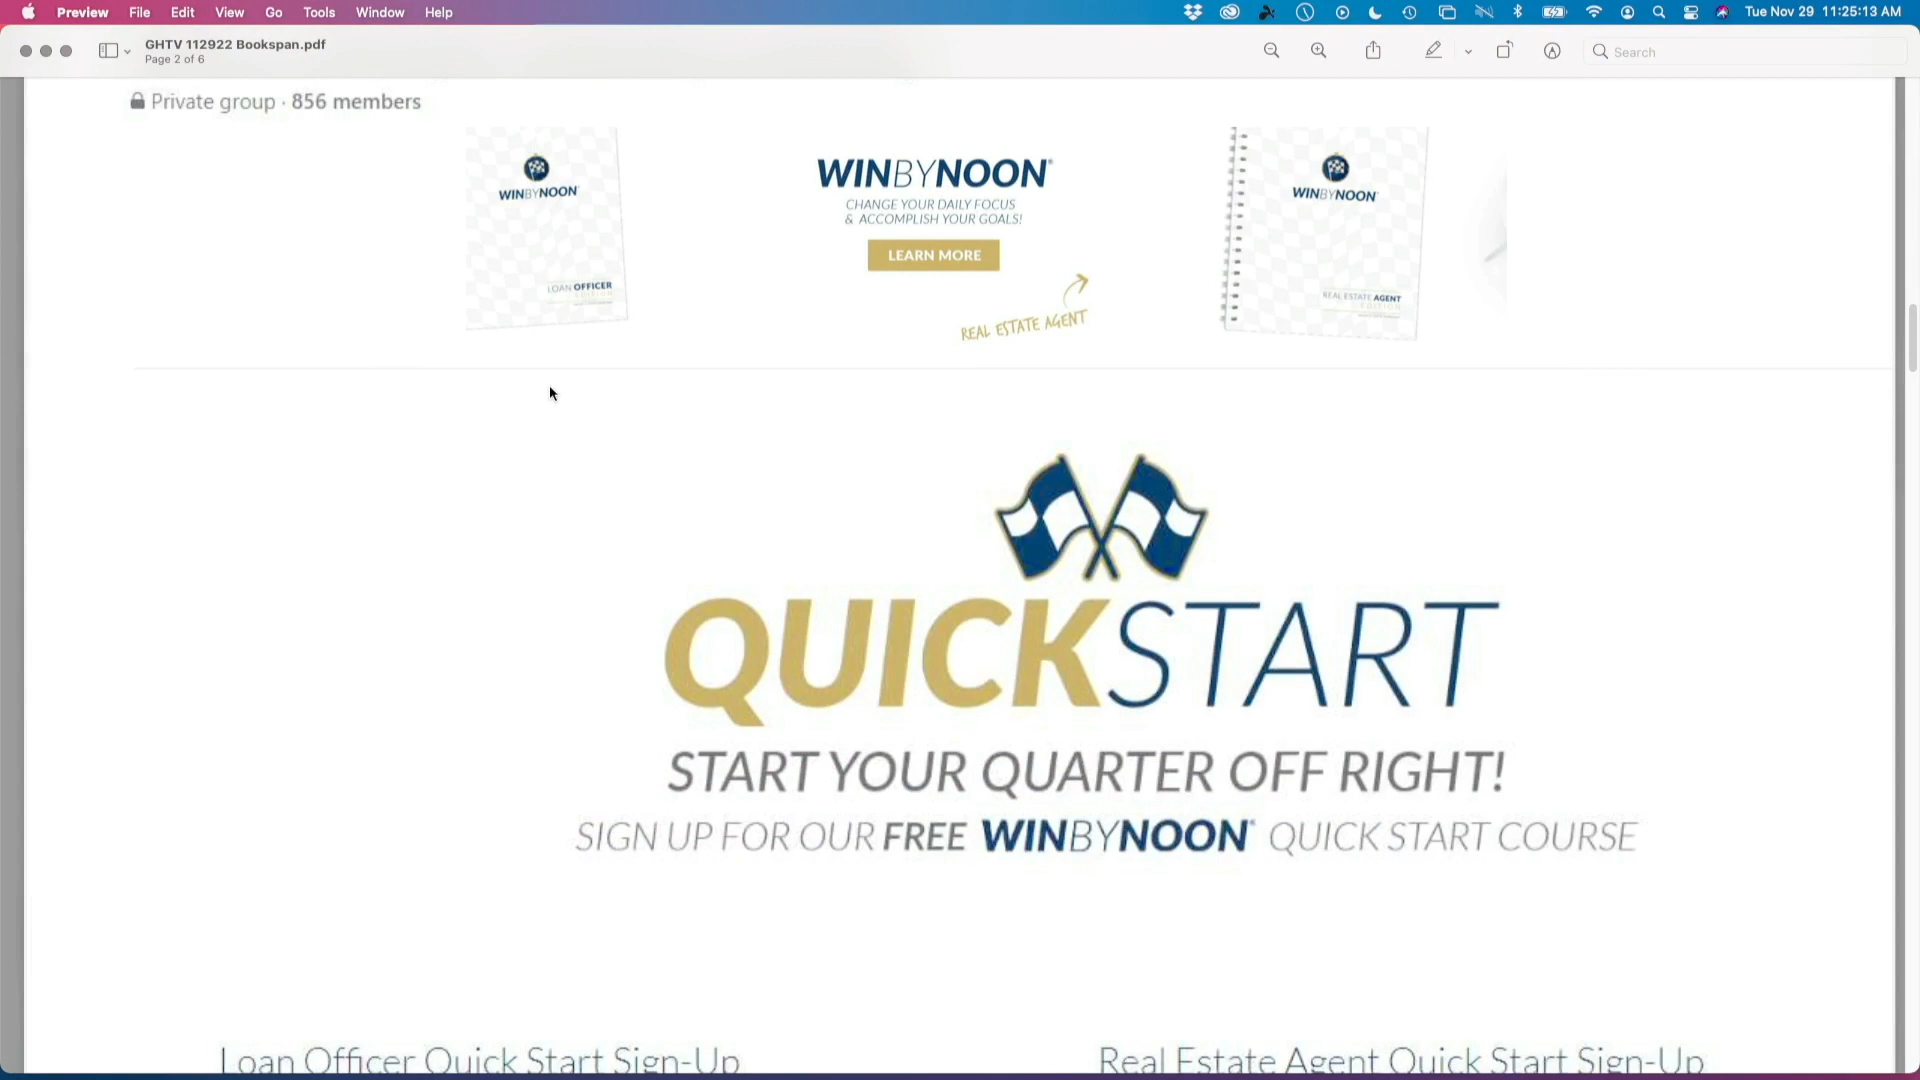 Preview File Edit View Go Tools Window Help Tue Nov 29 11:25:13 AM
GHTV 112922 Bookspan.pdf
Page 2 of 6
Search
Private group · 856 members
WINBYNOON
LOAN OFFICER
WINBYNOON®
CHANGE YOUR DAILY FOCUS
& ACCOMPLISH YOUR GOALS!
LEARN MORE
REAL ESTATE AGENT
WINBYNOON
REAL ESTATE AGENT
EDITION
QUICKSTART
START YOUR QUARTER OFF RIGHT!
SIGN UP FOR OUR FREE WINBYNOON® QUICK START COURSE
Loan Officer Quick Start Sign-Up
Real Estate Agent Quick Start Sign-Up